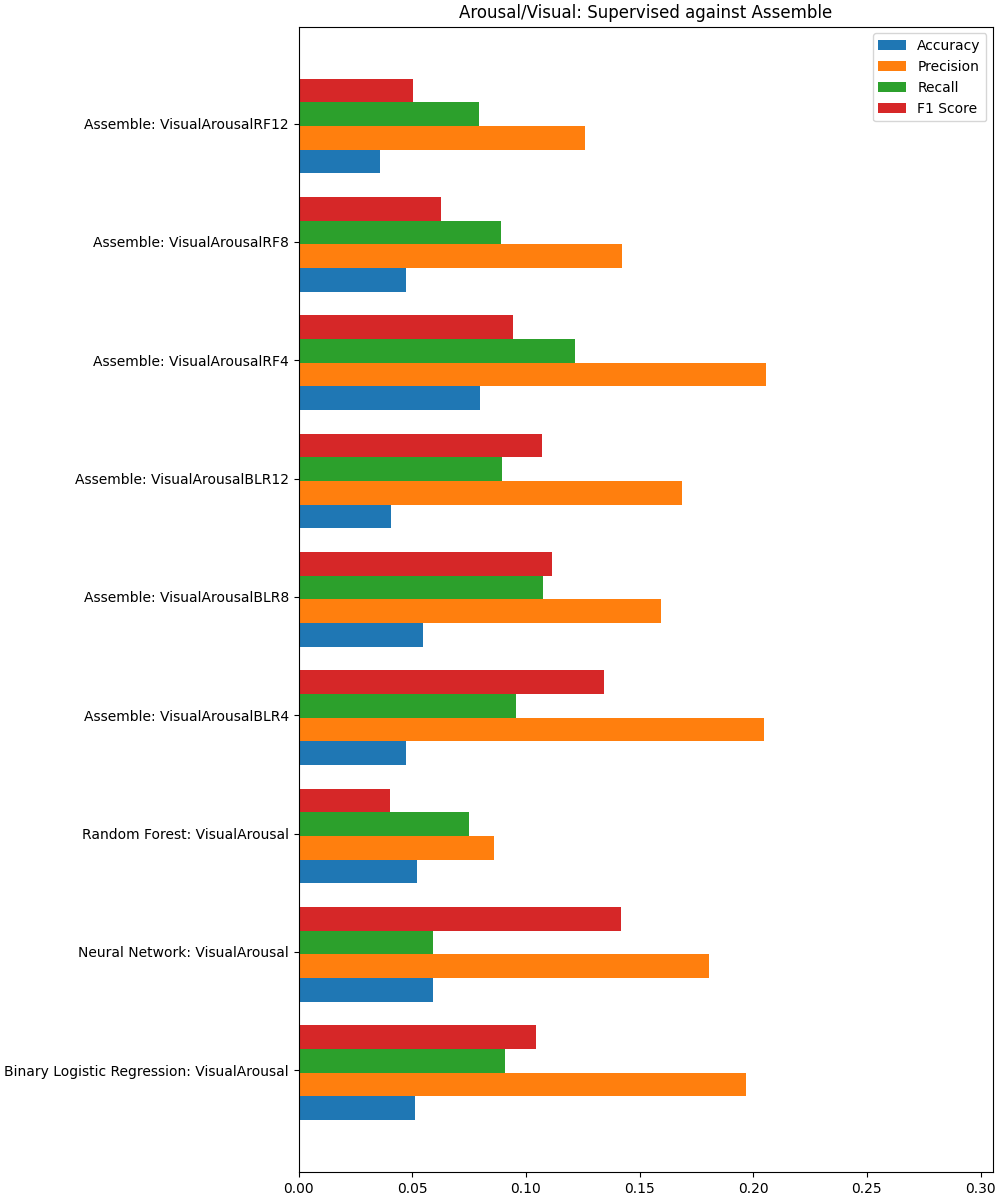 Arousal/Visual: Supervised against Assemble
Accuracy
Precision
Recall
F1 Score
Assemble: VisualArousalRF12
Assemble: VisualArousalRF8
Assemble: VisualArousalRF4
Assemble: VisualArousalBLR12
Assemble: VisualArousalBLR8
Assemble: VisualArousalBLR4
Random Forest: VisualArousal
Neural Network: VisualArousal
Binary Logistic Regression: VisualArousal
0.00 0.05 0.10 0.15 0.20 0.25 0.30